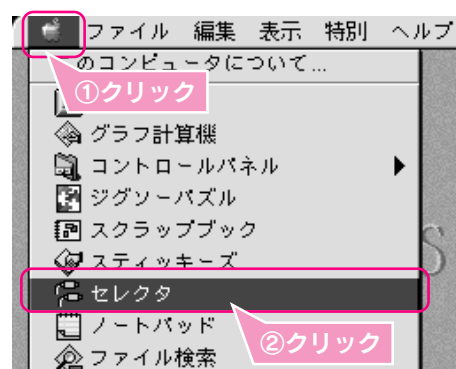 ファイル 編集 表示 特別 ヘルプ
のコンピュータについて...
①クリック
グラフ計算機
コントロールパネル
ジグソーパズル
スクラップブック
スティッキーズ
セレクタ
ノートパッド
②クリック
ファイル検索